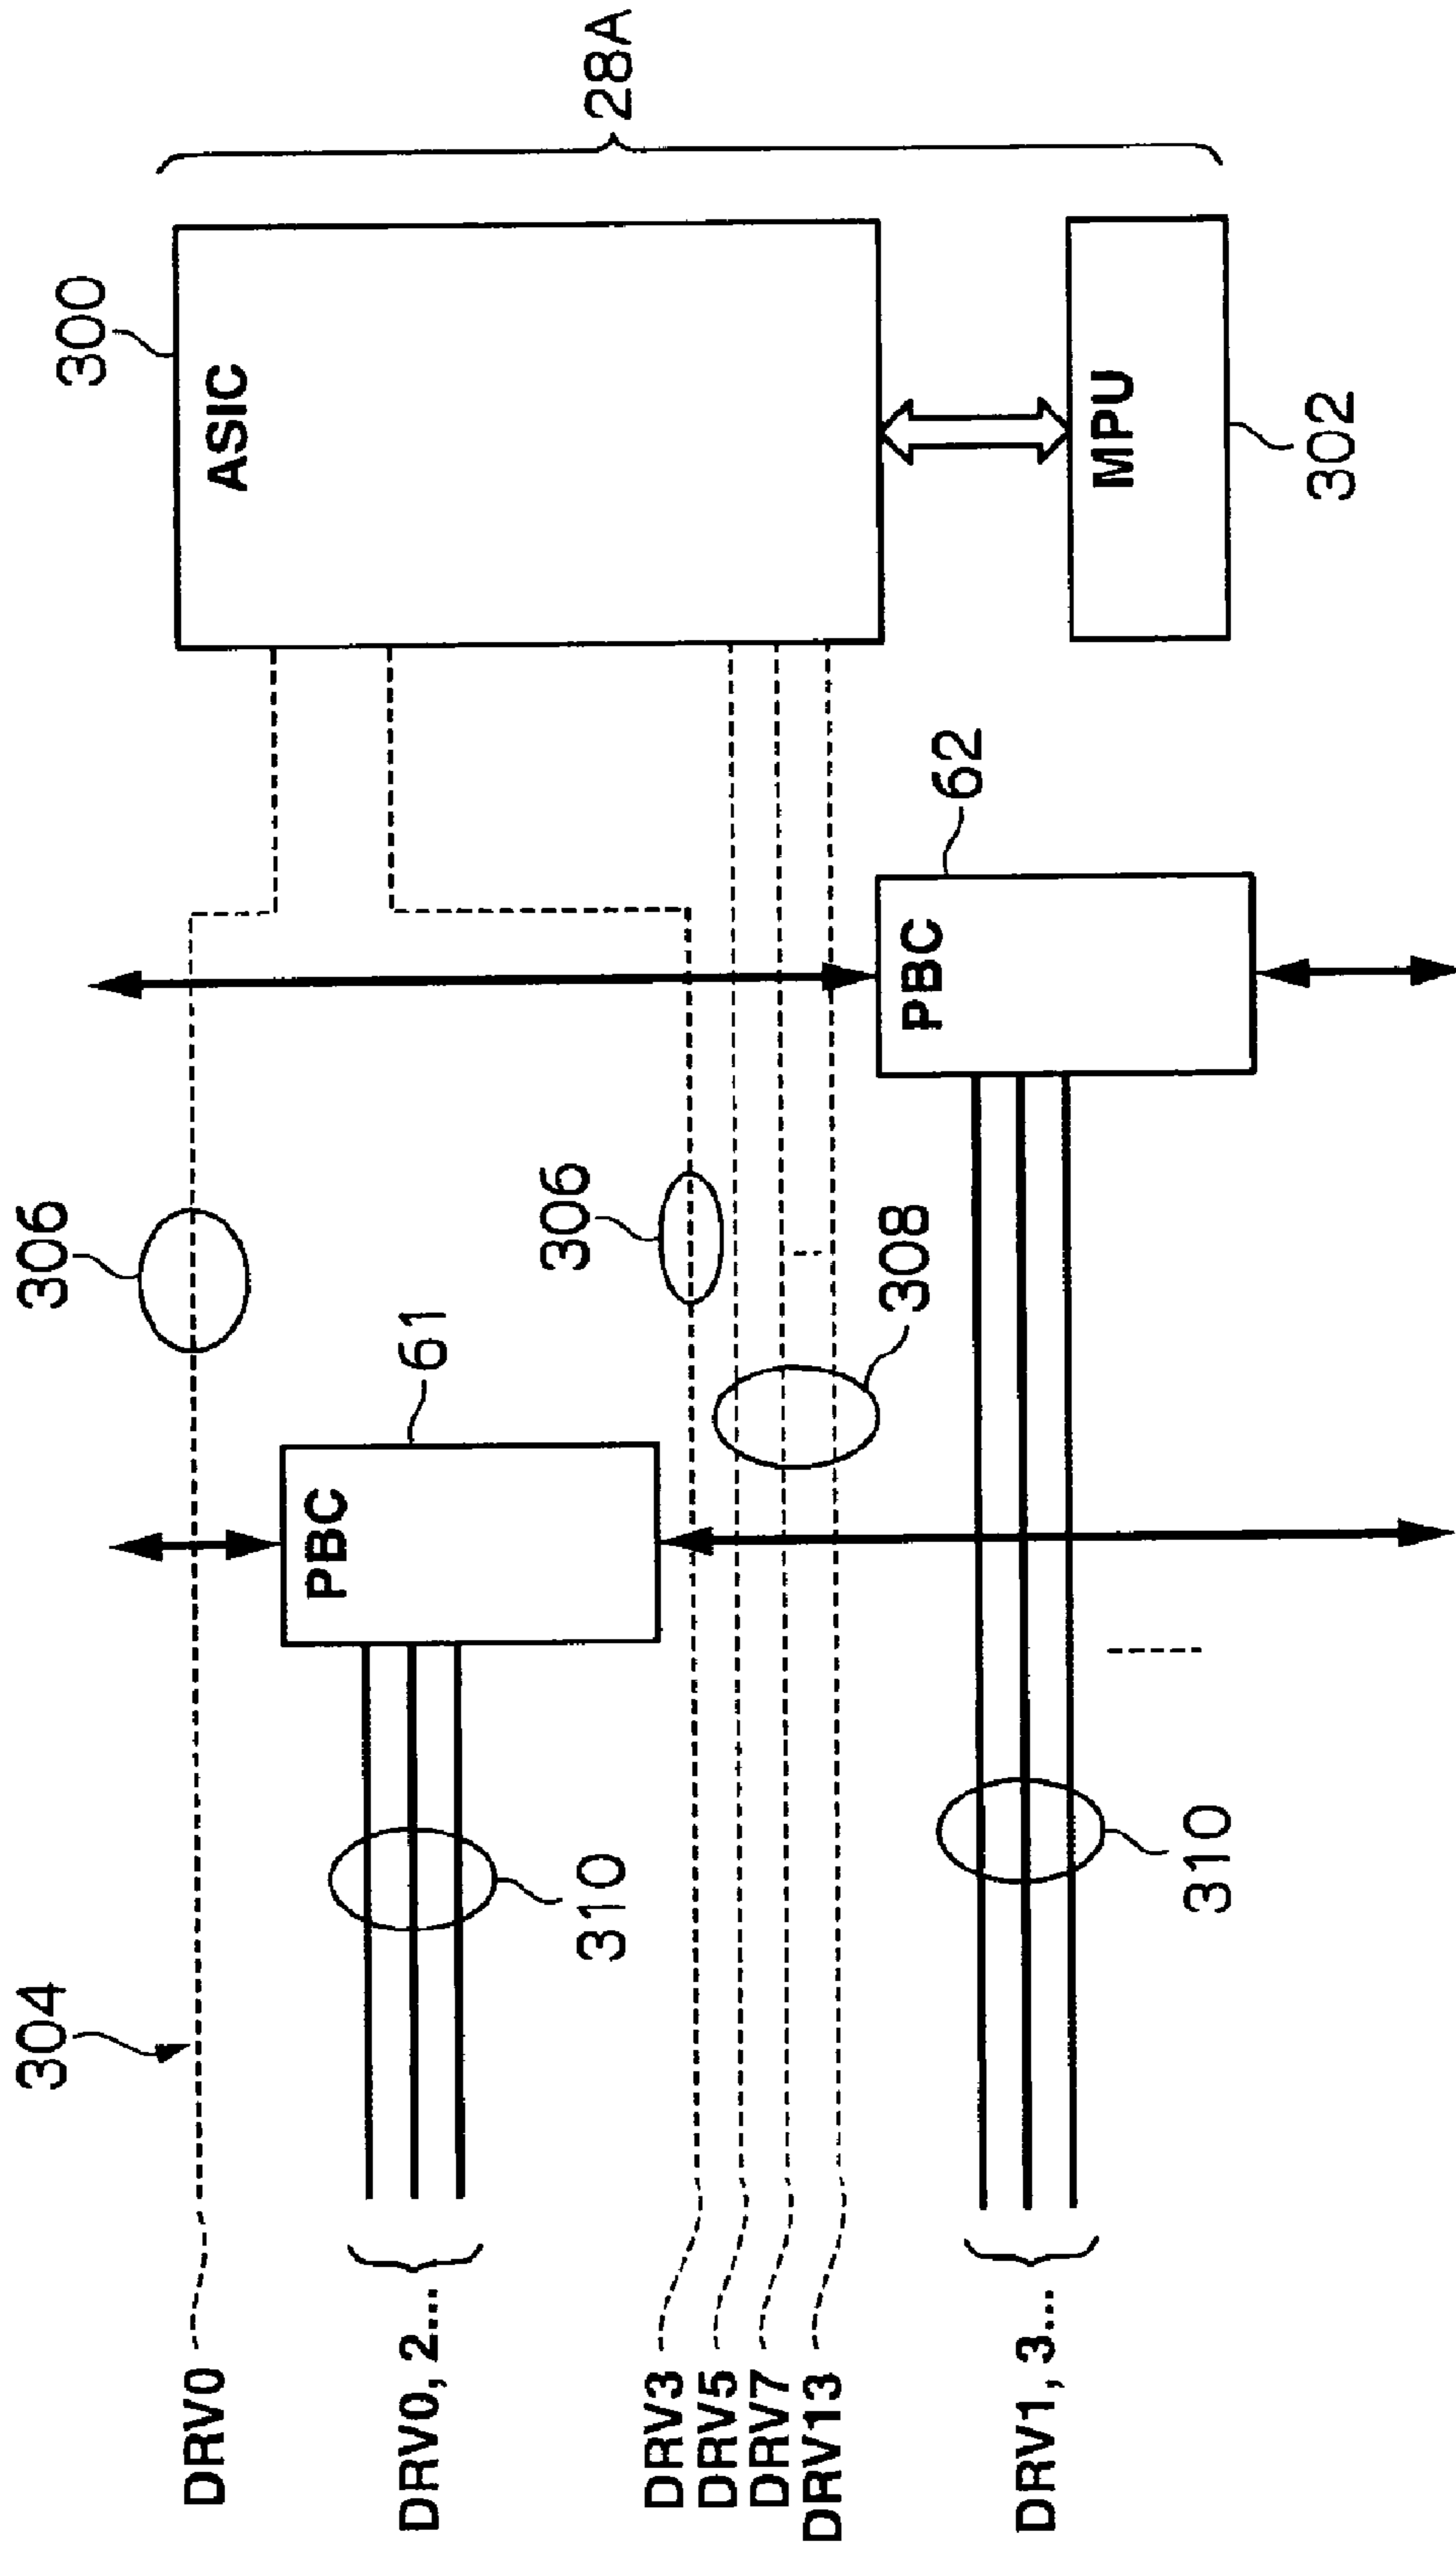 304
306
300
DRV0
ASIC
28A
PBC
61
DRV0, 2...
310
306
DRV3
DRV5
DRV7
DRV13
308
PBC
62
MPU
302
DRV1, 3...
310